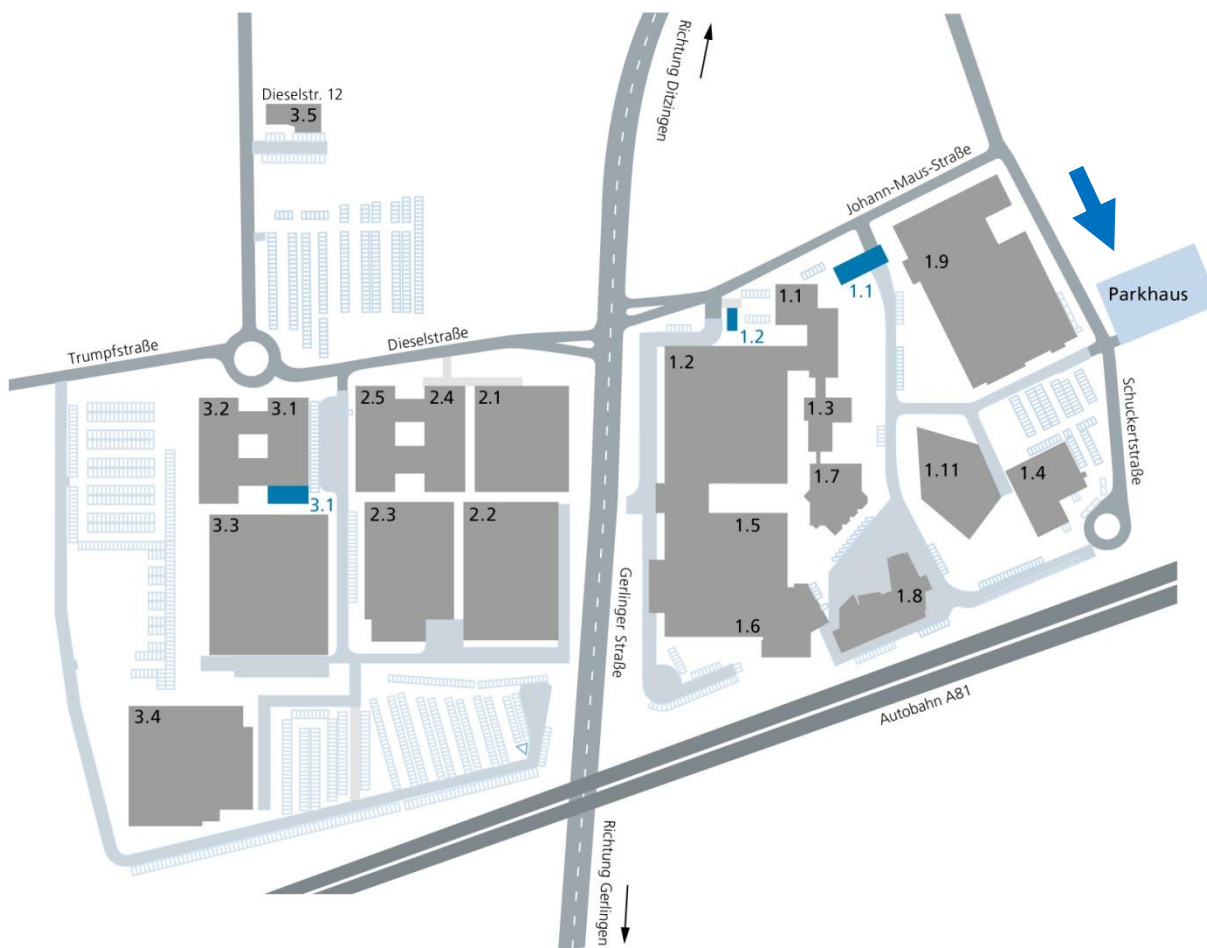 Richtung Ditzingen
Dieselstr. 12
3.5
Johann-Maus-Straße
1.9
1.1
1.1
Parkhaus
1.2
Dieselstraße
Trumpfstraße
1.2
2.5
2.4
2.1
3.2
3.1
1.3
Schuckertstraße
1.11
1.4
1.7
3.1
2.3
2.2
1.5
3.3
Gerlinger Straße
1.8
1.6
3.4
Autobahn A81
Richtung Gerlingen